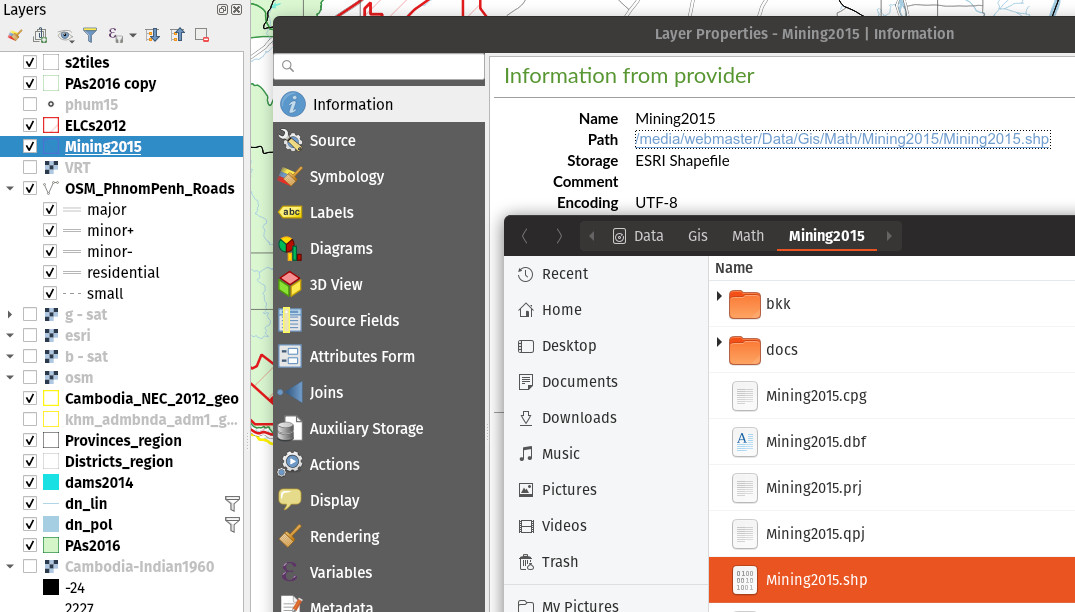 Layers
s2tiles
PAs2016 copy
phum15
ELCs2012
Mining2015
VRT
OSM_PhnomPenh_Roads
major
minor+
minor-
residential
small
g - sat
esri
b - sat
osm
Cambodia_NEC_2012_geo
khm_admbnda_adm1_g...
Provinces_region
Districts_region
dams2014
dn_lin
dn_pol
PAs2016
Cambodia-Indian1960
-24
2227
Layer Properties - Mining2015 | Information
Information
Source
Symbology
abc
Labels
Diagrams
3D View
Source Fields
Attributes Form
Joins
Auxiliary Storage
Actions
Display
Rendering
Variables
Metadata
Information from provider
Name Mining2015
Path /media/webmaster/Data/Gis/Math/Mining2015/Mining2015.shp
Storage ESRI Shapefile
Comment
Encoding UTF-8
Data Gis Math Mining2015
Recent
Home
Desktop
Documents
Downloads
Music
Pictures
Videos
Trash
My Pictures
Name
bkk
docs
Mining2015.cpg
Mining2015.dbf
Mining2015.prj
Mining2015.qpj
Mining2015.shp